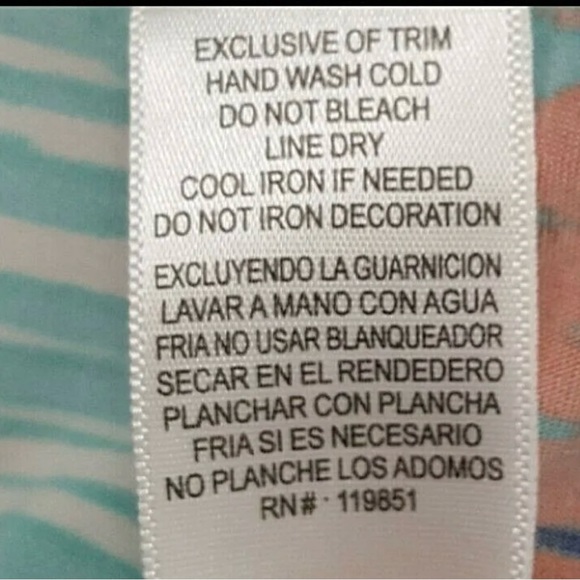 EXCLUSIVE OF TRIM
HAND WASH COLD
DO NOT BLEACH
LINE DRY
COOL IRON IF NEEDED
DO NOT IRON DECORATION
EXCLUYENDO LA GUARNICION
LAVAR A MANO CON AGUA
FRIA NO USAR BLANQUEADOR
SECAR EN EL RENDEDERO
PLANCHAR CON PLANCHA
FRIA SI ES NECESARIO
NO PLANCHE LOS ADOMOS
RN# · 119851